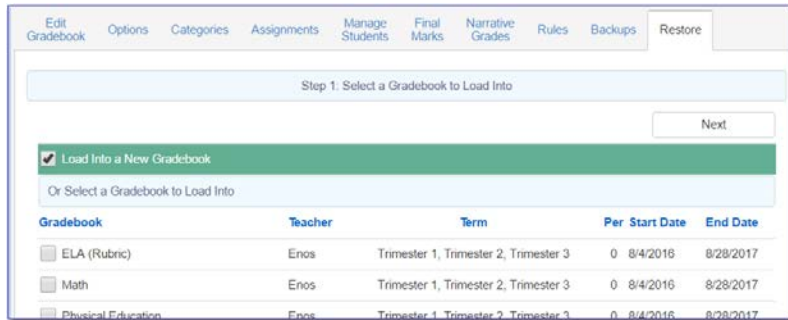 Edit Gradebook Options Categories Assignments Manage Students Final Marks Narrative Grades Rules Backups Restore
Step 1: Select a Gradebook to Load Into
Next
Load Into a New Gradebook
Or Select a Gradebook to Load Into
Gradebook Teacher Term Per Start Date End Date
ELA (Rubric) Enos Trimester 1, Trimester 2, Trimester 3 0 8/4/2016 8/28/2017
Math Enos Trimester 1, Trimester 2, Trimester 3 0 8/4/2016 8/28/2017
Physical Education Enos Trimester 1, Trimester 2, Trimester 3 0 8/4/2016 8/28/2017